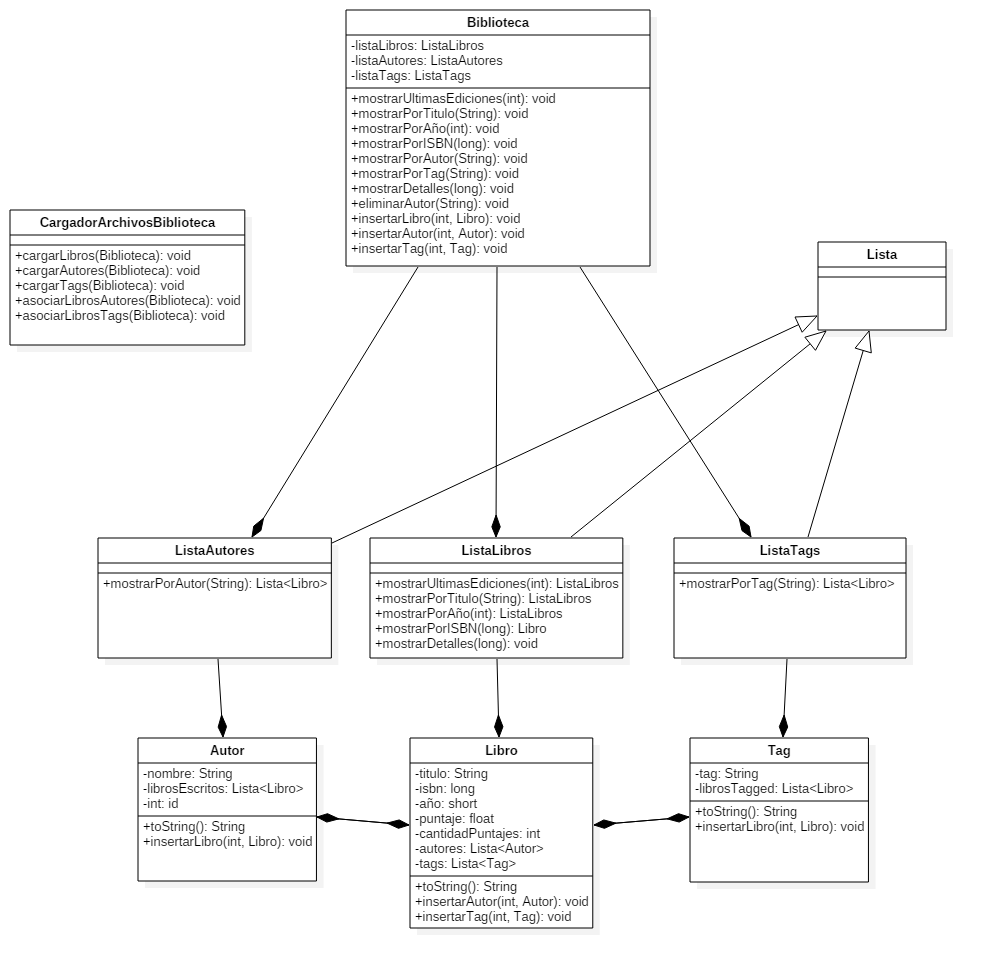 Biblioteca
-listaLibros: ListaLibros
-listaAutores: ListaAutores
-listaTags: ListaTags
+mostrarUltimasEdiciones(int): void
+mostrarPorTitulo(String): void
+mostrarPorAño(int): void
+mostrarPorISBN(long): void
+mostrarPorAutor(String): void
+mostrarPorTag(String): void
+mostrarDetalles(long): void
+eliminarAutor(String): void
+insertarLibro(int, Libro): void
+insertarAutor(int, Autor): void
+insertarTag(int, Tag): void
CargadorArchivosBiblioteca
+cargarLibros(Biblioteca): void
+cargarAutores(Biblioteca): void
+cargarTags(Biblioteca): void
+asociarLibrosAutores(Biblioteca): void
+asociarLibrosTags(Biblioteca): void
Lista
ListaAutores
+mostrarPorAutor(String): Lista<Libro>
ListaLibros
+mostrarUltimasEdiciones(int): ListaLibros
+mostrarPorTitulo(String): ListaLibros
+mostrarPorAño(int): ListaLibros
+mostrarPorISBN(long): Libro
+mostrarDetalles(long): void
ListaTags
+mostrarPorTag(String): Lista<Libro>
Autor
-nombre: String
-librosEscritos: Lista<Libro>
-int: id
+toString(): String
+insertarLibro(int, Libro): void
Libro
-titulo: String
-isbn: long
-año: short
-puntaje: float
-cantidadPuntajes: int
-autores: Lista<Autor>
-tags: Lista<Tag>
+toString(): String
+insertarAutor(int, Autor): void
+insertarTag(int, Tag): void
Tag
-tag: String
-librosTagged: Lista<Libro>
+toString(): String
+insertarLibro(int, Libro): void